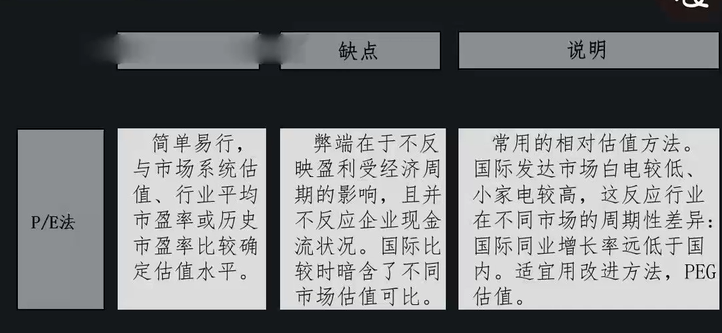 缺点
说明
P/E法
简单易行，
与市场系统估
值、行业平均
市盈率或历史
市盈率比较确
定估值水平。
弊端在于不反
映盈利受经济周
期的影响，且并
不反应企业现金
流状况。国际比
较时暗含了不同
市场估值可比。
常用的相对估值方法。
国际发达市场白电较低、
小家电较高，这反应行业
在不同市场的周期性差异：
国际同业增长率远低于国
内。适宜用改进方法，PEG
估值。